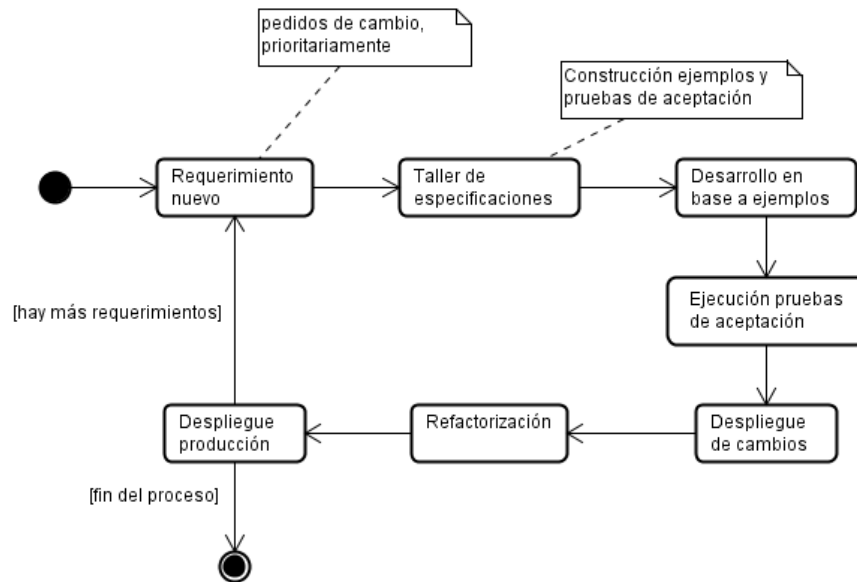 pedidos de cambio,
prioritariamente
Construcción ejemplos y
pruebas de aceptación
Requerimiento
nuevo
Taller de
especificaciones
Desarrollo en
base a ejemplos
[hay más requerimientos]
Ejecución pruebas
de aceptación
Despliegue
producción
Refactorización
Despliegue
de cambios
[fin del proceso]